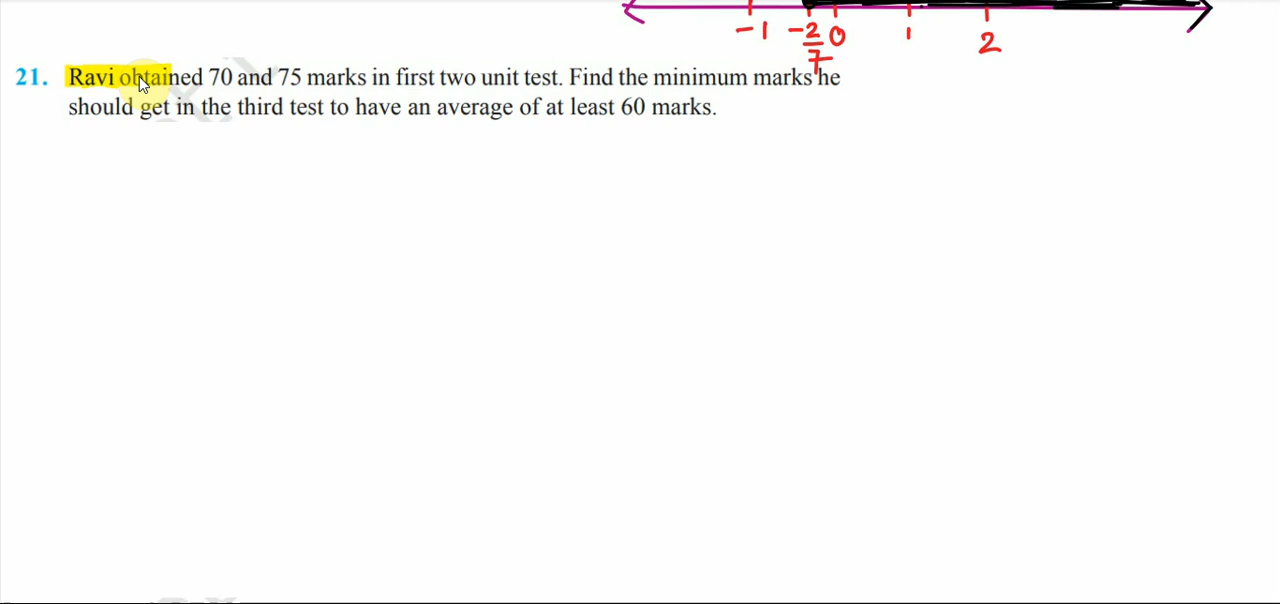 -1 -2/7 0 1 2
21. Ravi obtained 70 and 75 marks in first two unit test. Find the minimum marks he
should get in the third test to have an average of at least 60 marks.